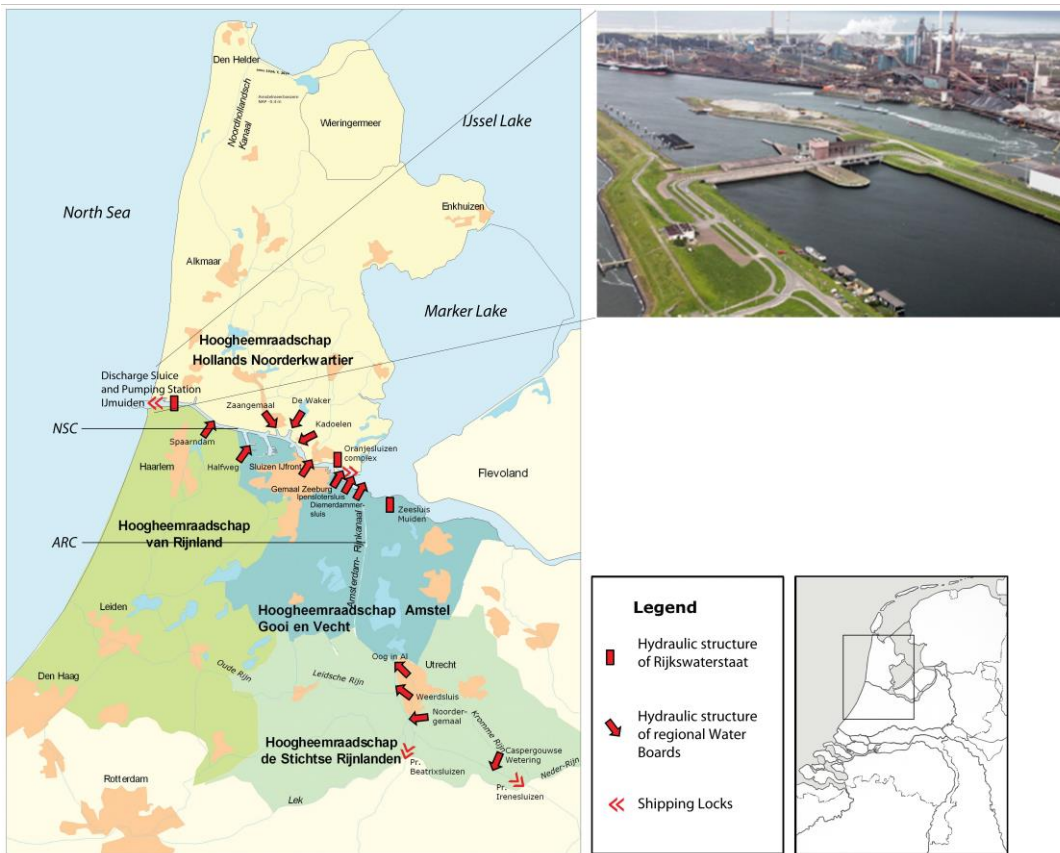 Den Helder
Noordhollandsch
Kanaal
Wieringermeer
IJssel Lake
North Sea
Enkhuizen
Alkmaar
Marker Lake
Hoogheemraadschap
Hollands Noorderkwartier
Discharge Sluice
and Pumping Station
IJmuiden
Zaangemaal
De Waker
NSC
Kadoelen
Spaarndam
Oranjesluizen
complex
Haarlem
Halfweg
Sluizen IJfront
Flevoland
Gemaal Zeeburg
Ipenslotersluis
Diemerdammer-
sluis
Zeesluis
Muiden
Hoogheemraadschap
van Rijnland
ARC
Amsterdam- Rijnkanaal
Leiden
Hoogheemraadschap Amstel
Gooi en Vecht
Oog in Al
Utrecht
Den Haag
Oude Rijn
Leidsche Rijn
Weerdsluis
Noorder-
gemaal
Kromme Rijn
Hoogheemraadschap
de Stichtse Rijnlanden
Caspergouwse
Wetering
Pr.
Beatrixsluizen
Neder-Rijn
Rotterdam
Lek
Pr.
Irenesluizen
Legend
Hydraulic structure
of Rijkswaterstaat
Hydraulic structure
of regional Water
Boards
Shipping Locks